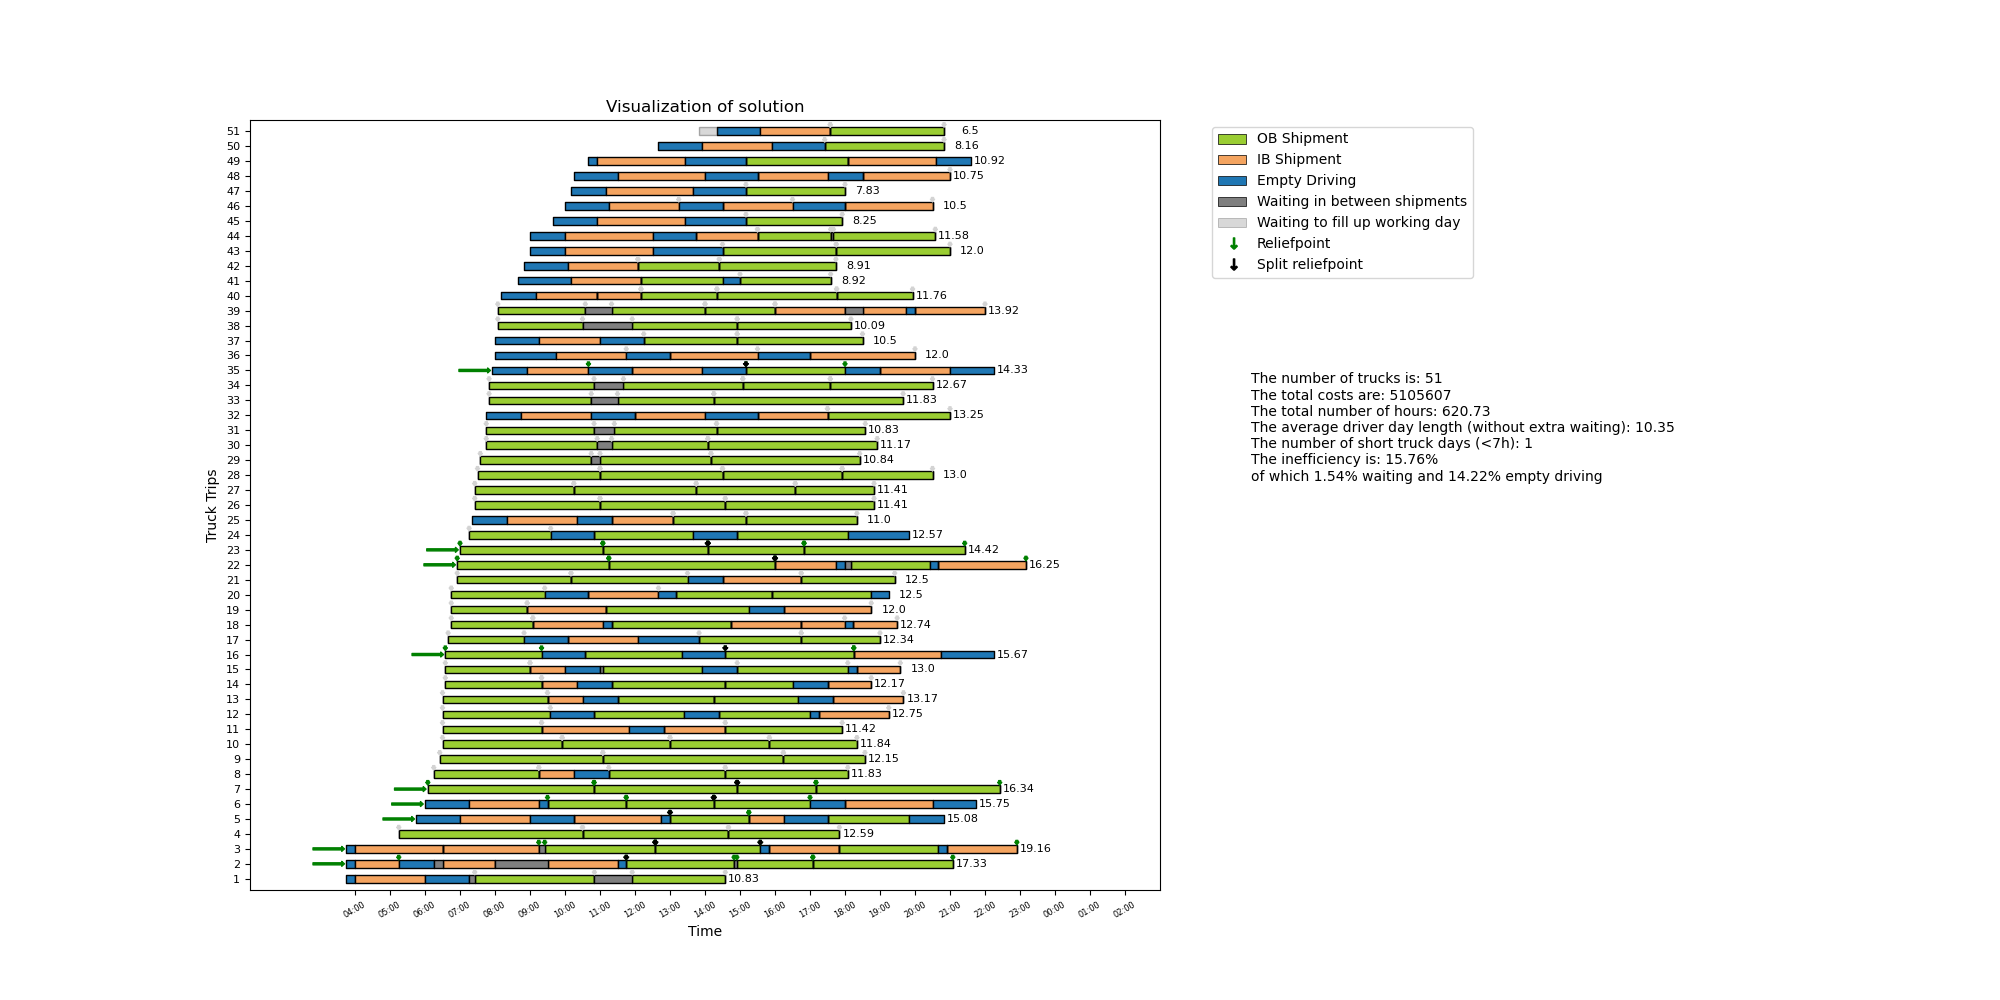 Visualization of solution
Truck Trips
51 6.5
50 8.16
49 10.92
48 10.75
47 7.83
46 10.5
45 8.25
44 11.58
43 12.0
42 8.91
41 8.92
40 11.76
39 13.92
38 10.09
37 10.5
36 12.0
35 14.33
34 12.67
33 11.83
32 13.25
31 10.83
30 11.17
29 10.84
28 13.0
27 11.41
26 11.41
25 11.0
24 12.57
23 14.42
22 16.25
21 12.5
20 12.5
19 12.0
18 12.74
17 12.34
16 15.67
15 13.0
14 12.17
13 13.17
12 12.75
11 11.42
10 11.84
9 12.15
8 11.83
7 16.34
6 15.75
5 15.08
4 12.59
3 19.16
2 17.33
1 10.83
04:00 05:00 06:00 07:00 08:00 09:00 10:00 11:00 12:00 13:00 14:00 15:00 16:00 17:00 18:00 19:00 20:00 21:00 22:00 23:00 00:00 01:00 02:00
Time
OB Shipment
IB Shipment
Empty Driving
Waiting in between shipments
Waiting to fill up working day
Reliefpoint
Split reliefpoint
The number of trucks is: 51
The total costs are: 5105607
The total number of hours: 620.73
The average driver day length (without extra waiting): 10.35
The number of short truck days (<7h): 1
The inefficiency is: 15.76%
of which 1.54% waiting and 14.22% empty driving